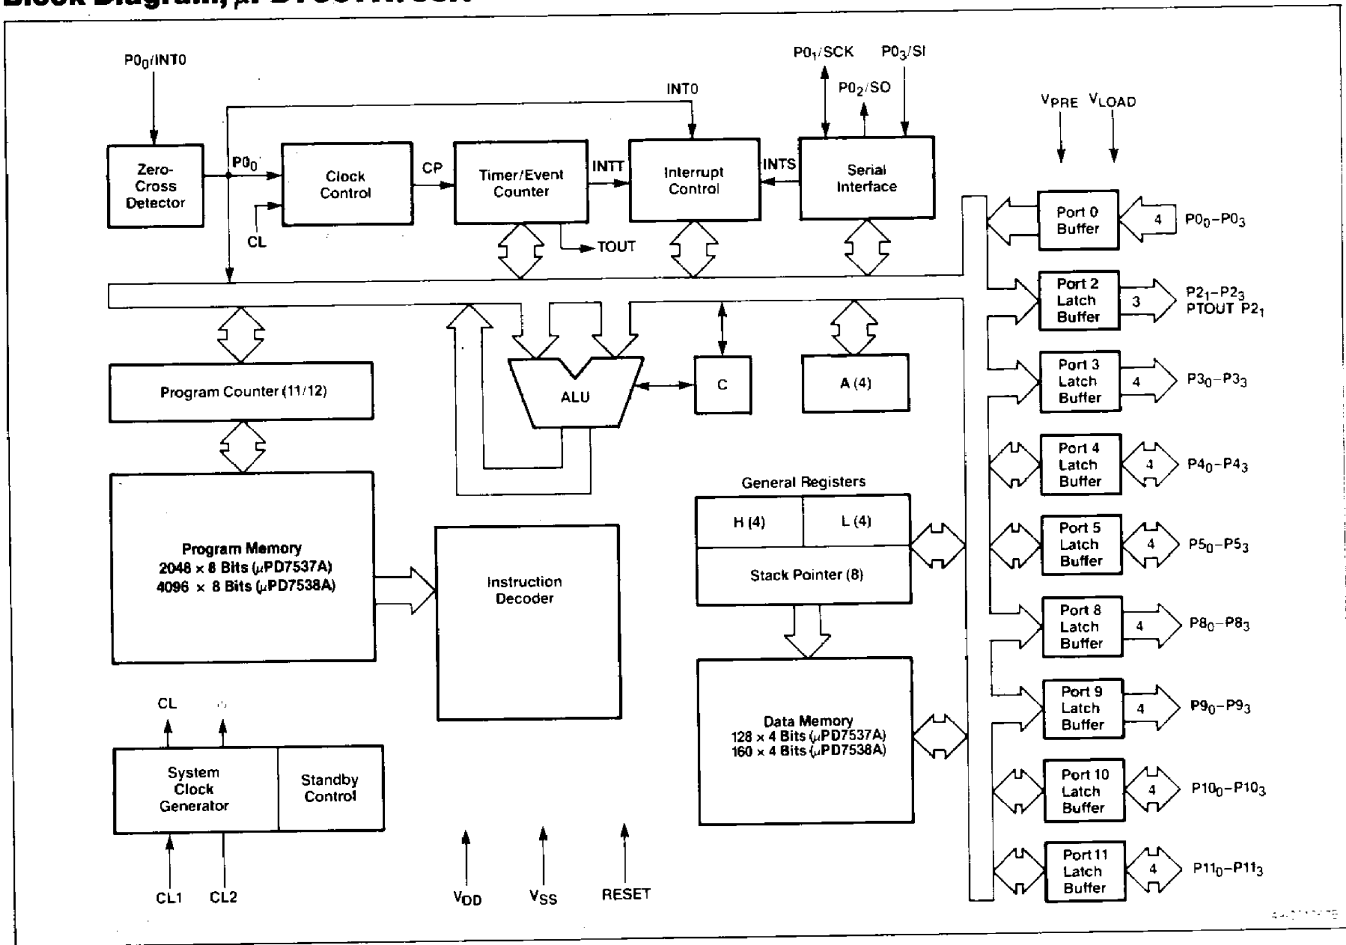 P0₀/INT0
P0₁/SCK
P0₃/SI
P0₂/SO
INT0
V_PRE
V_LOAD
Zero-
Cross
Detector
P0₀
Clock
Control
CP
Timer/Event
Counter
INTT
Interrupt
Control
INTS
Serial
Interface
CL
TOUT
Port 0
Buffer
4
P0₀–P0₃
Port 2
Latch
Buffer
3
P2₁–P2₃
PTOUT P2₁
Program Counter (11/12)
ALU
C
A (4)
Port 3
Latch
Buffer
4
P3₀–P3₃
Port 4
Latch
Buffer
4
P4₀–P4₃
General Registers
H (4)
L (4)
Stack Pointer (8)
Port 5
Latch
Buffer
4
P5₀–P5₃
Program Memory
2048 × 8 Bits (μPD7537A)
4096 × 8 Bits (μPD7538A)
Instruction
Decoder
Port 8
Latch
Buffer
4
P8₀–P8₃
Data Memory
128 × 4 Bits (μPD7537A)
160 × 4 Bits (μPD7538A)
Port 9
Latch
Buffer
4
P9₀–P9₃
CL
System
Clock
Generator
Standby
Control
Port 10
Latch
Buffer
4
P10₀–P10₃
Port 11
Latch
Buffer
4
P11₀–P11₃
CL1
CL2
V_DD
V_SS
RESET